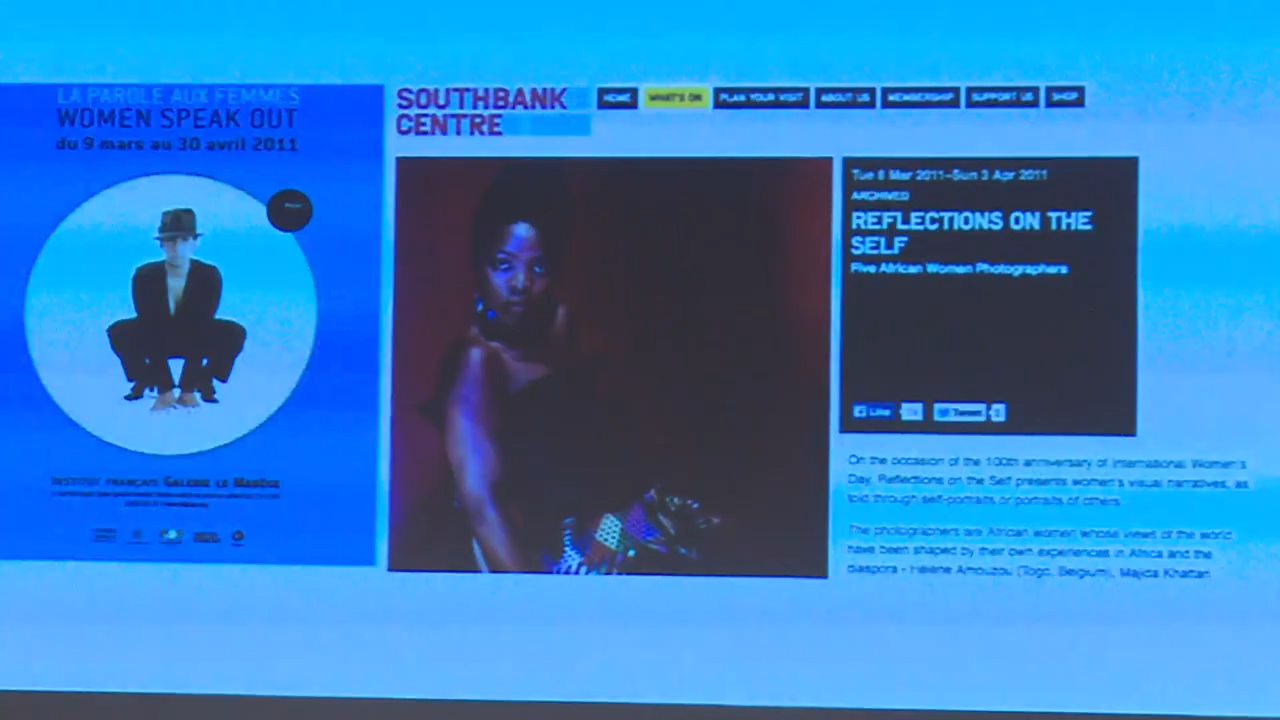 LA PAROLE AUX FEMMES
WOMEN SPEAK OUT
du 9 mars au 30 avril 2011
INSTITUT FRANÇAIS GALERIE LE MANÈGE
SOUTHBANK
CENTRE
HOME
WHAT'S ON
PLAN YOUR VISIT
ABOUT US
MEMBERSHIP
SUPPORT US
SHOP
Tue 8 Mar 2011–Sun 3 Apr 2011
ARCHIVED
REFLECTIONS ON THE
SELF
Five African Women Photographers
Like
Tweet
On the occasion of the 100th anniversary of International Women's
Day, Reflections on the Self presents women's visual narratives, as
told through self-portraits or portraits of others.
The photographers are African women whose views of the world
have been shaped by their own experiences in Africa and the
diaspora - Hélène Amouzou (Togo, Belgium), Majida Khattari